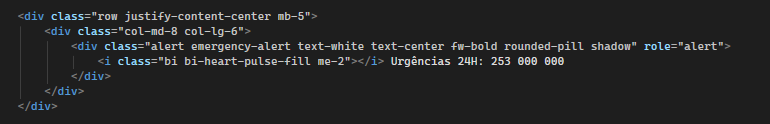 <div class="row justify-content-center mb-5">
<div class="col-md-8 col-lg-6">
<div class="alert emergency-alert text-white text-center fw-bold rounded-pill shadow" role="alert">
<i class="bi bi-heart-pulse-fill me-2"></i> Urgências 24H: 253 000 000
</div>
</div>
</div>